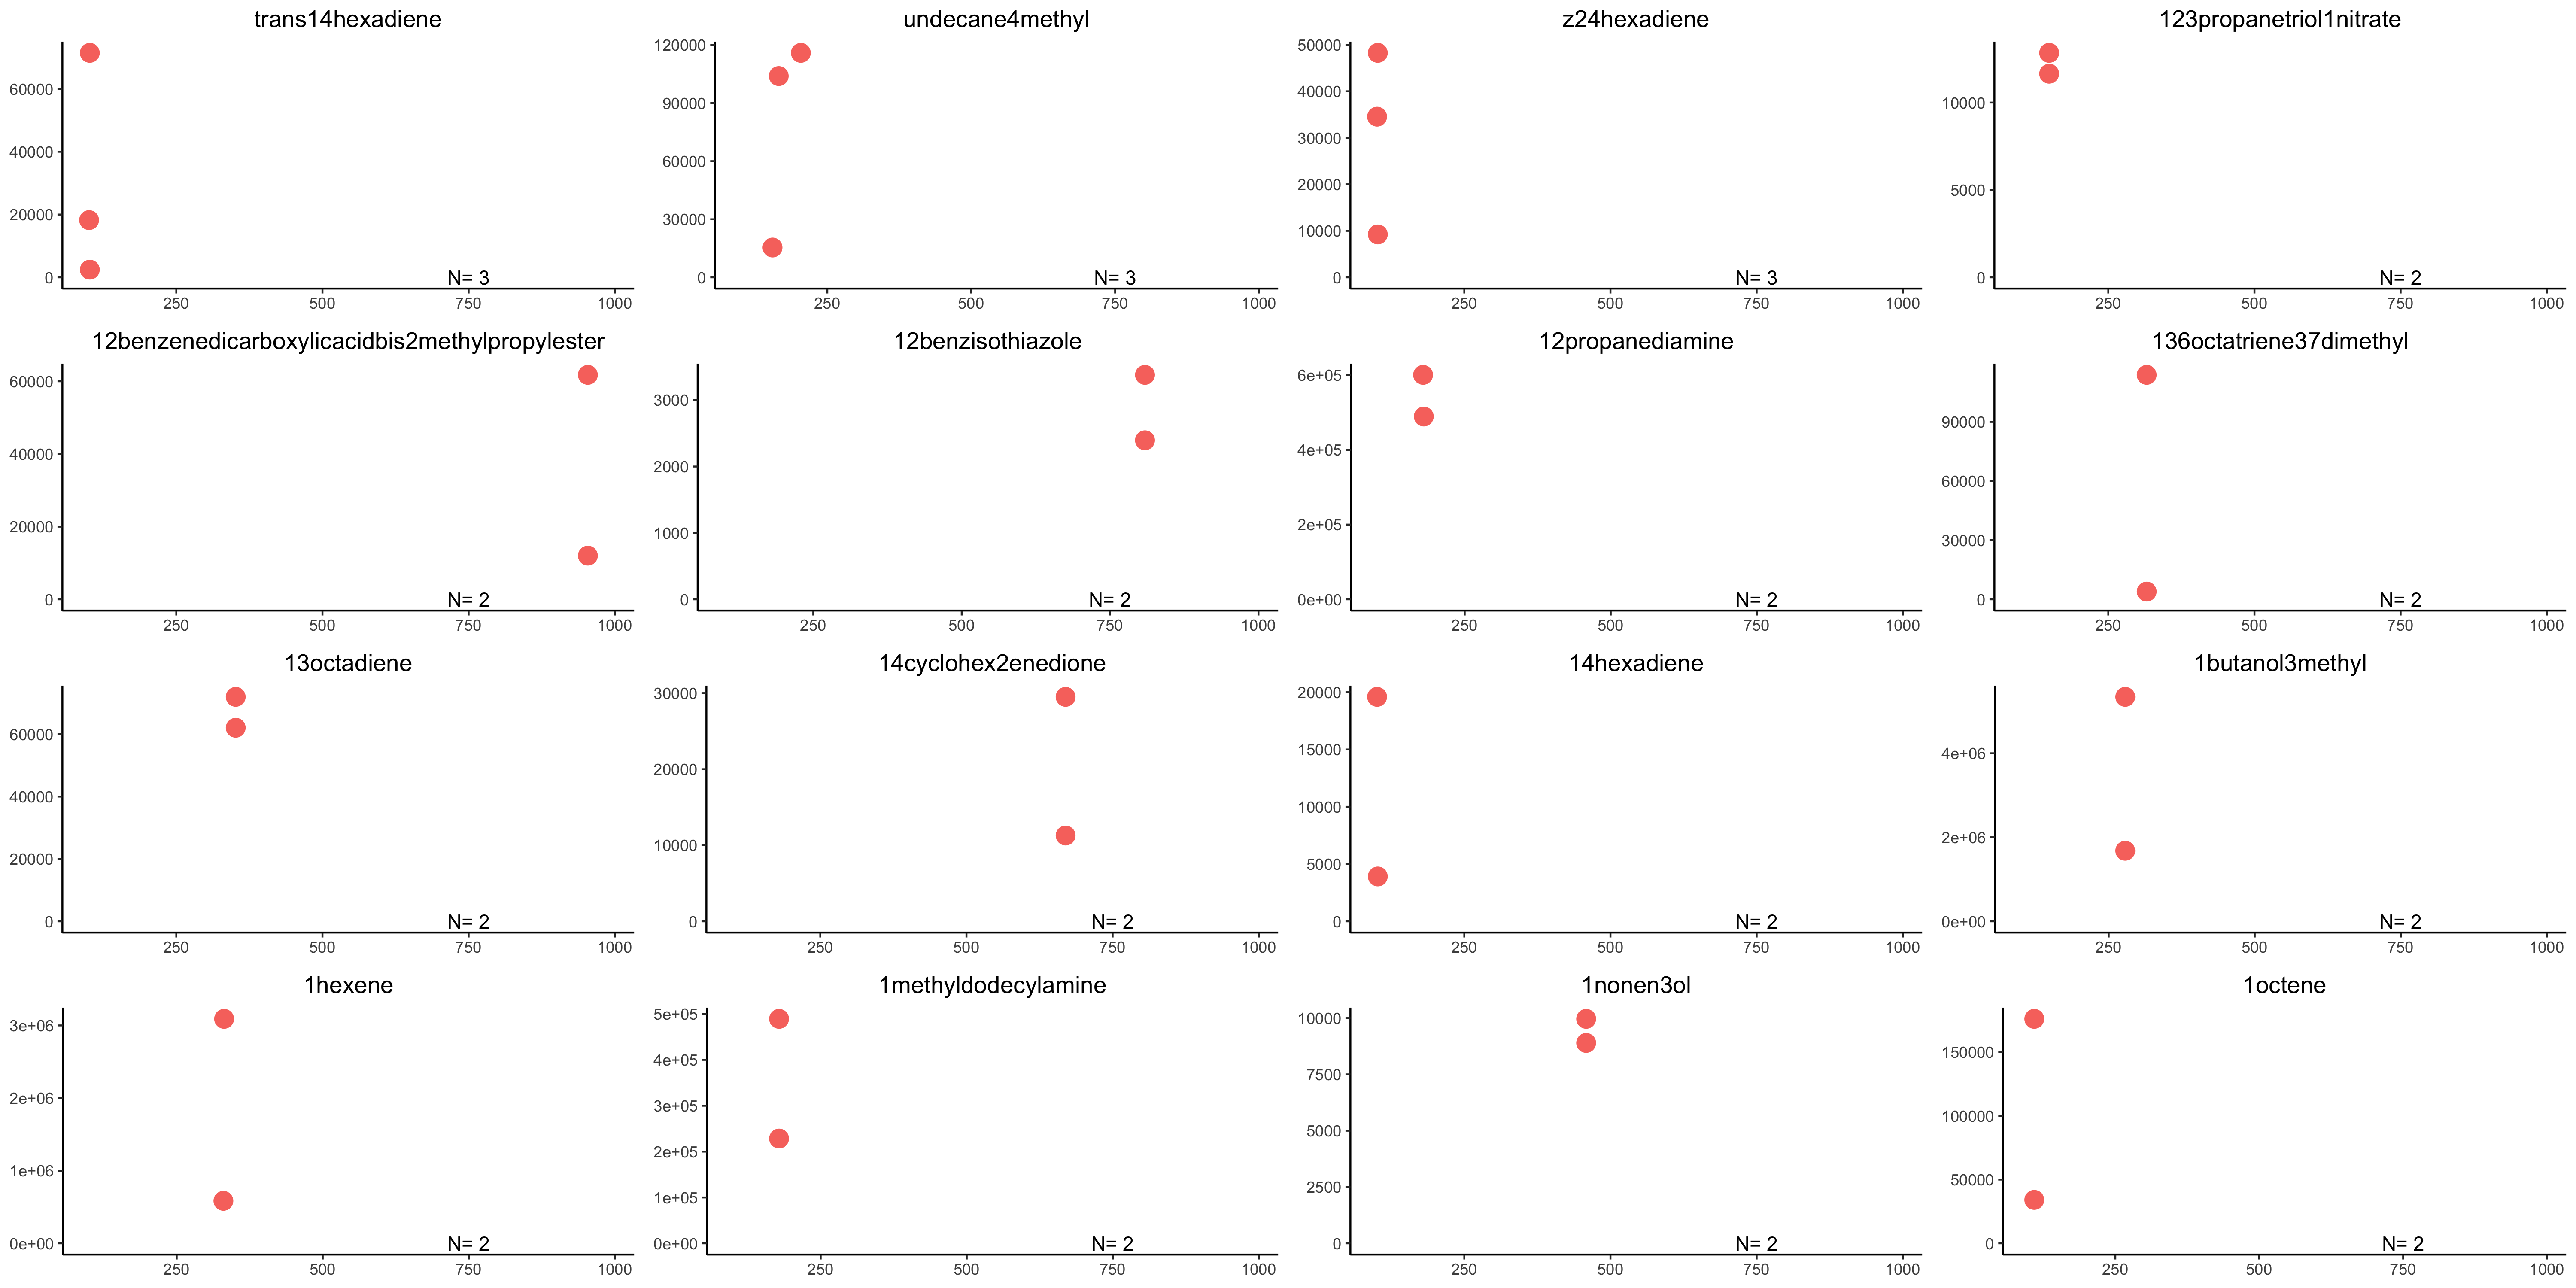 trans14hexadiene
60000
40000
20000
0
N= 3
250 500 750 1000
undecane4methyl
120000
90000
60000
30000
0
N= 3
250 500 750 1000
z24hexadiene
50000
40000
30000
20000
10000
0
N= 3
250 500 750 1000
123propanetriol1nitrate
10000
5000
0
N= 2
250 500 750 1000
12benzenedicarboxylicacidbis2methylpropylester
60000
40000
20000
0
N= 2
250 500 750 1000
12benzisothiazole
3000
2000
1000
0
N= 2
250 500 750 1000
12propanediamine
6e+05
4e+05
2e+05
0e+00
N= 2
250 500 750 1000
136octatriene37dimethyl
90000
60000
30000
0
N= 2
250 500 750 1000
13octadiene
60000
40000
20000
0
N= 2
250 500 750 1000
14cyclohex2enedione
30000
20000
10000
0
N= 2
250 500 750 1000
14hexadiene
20000
15000
10000
5000
0
N= 2
250 500 750 1000
1butanol3methyl
4e+06
2e+06
0e+00
N= 2
250 500 750 1000
1hexene
3e+06
2e+06
1e+06
0e+00
N= 2
250 500 750 1000
1methyldodecylamine
5e+05
4e+05
3e+05
2e+05
1e+05
0e+00
N= 2
250 500 750 1000
1nonen3ol
10000
7500
5000
2500
0
N= 2
250 500 750 1000
1octene
150000
100000
50000
0
N= 2
250 500 750 1000